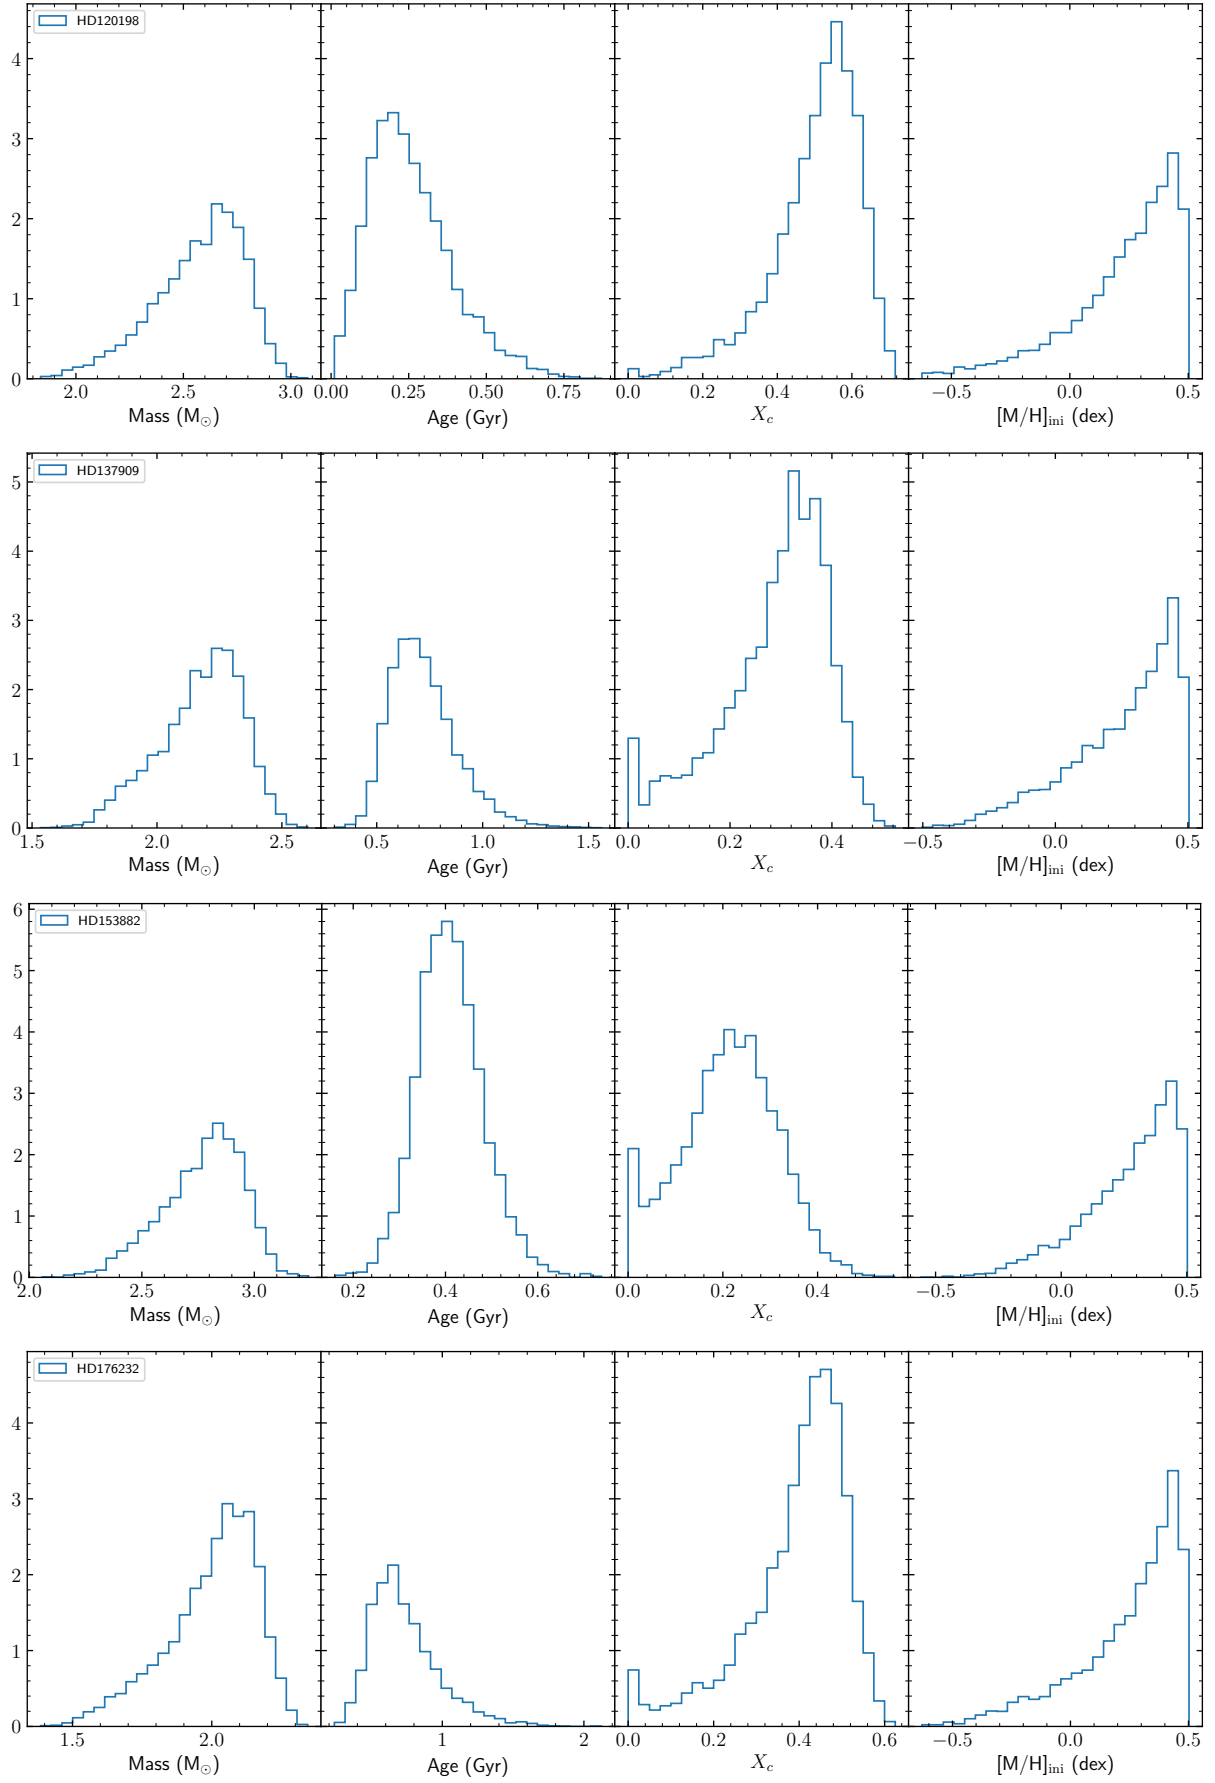 HD120198
0 1 2 3 4
2.0 2.5 3.0
0.00 0.25 0.50 0.75
0.0 0.2 0.4 0.6
−0.5 0.0 0.5
Mass (M☉) Age (Gyr) X_c [M/H]ini (dex)
HD137909
0 1 2 3 4 5
1.5 2.0 2.5
0.5 1.0 1.5
0.0 0.2 0.4
−0.5 0.0 0.5
Mass (M☉) Age (Gyr) X_c [M/H]ini (dex)
HD153882
0 1 2 3 4 5 6
2.0 2.5 3.0
0.2 0.4 0.6
0.0 0.2 0.4
−0.5 0.0 0.5
Mass (M☉) Age (Gyr) X_c [M/H]ini (dex)
HD176232
0 1 2 3 4
1.5 2.0
1 2
0.0 0.2 0.4 0.6
−0.5 0.0 0.5
Mass (M☉) Age (Gyr) X_c [M/H]ini (dex)